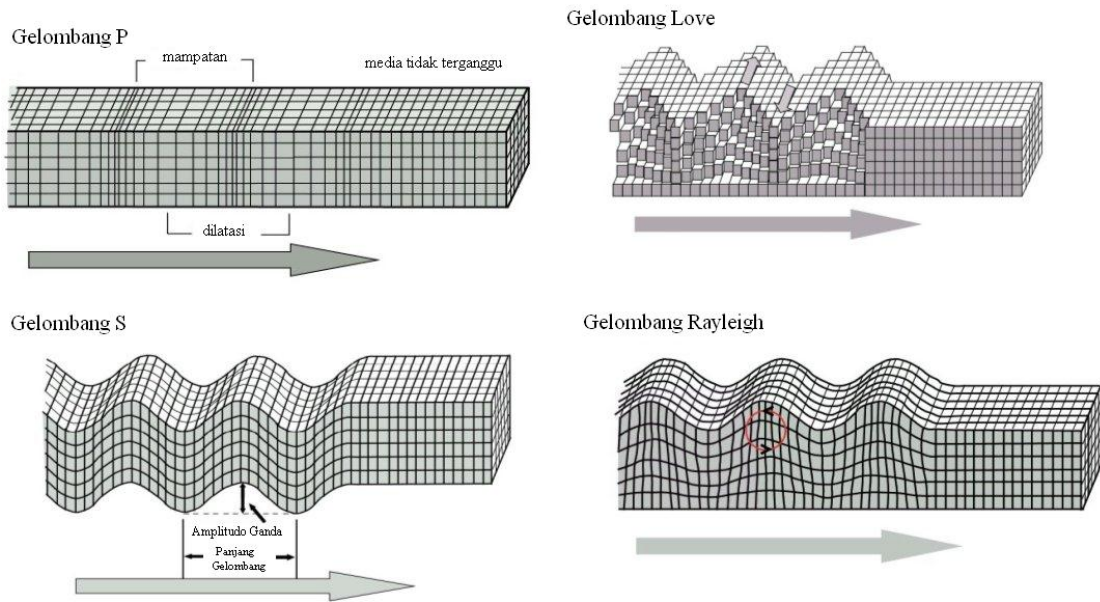 Gelombang P
mampatan
media tidak terganggu
dilatasi
Gelombang Love
Gelombang S
Amplitudo Ganda
Panjang
Gelombang
Gelombang Rayleigh